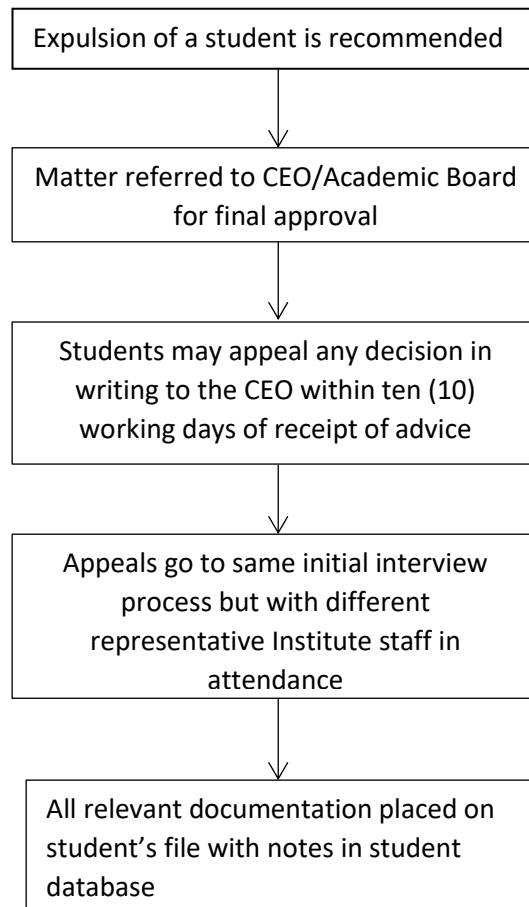 Expulsion of a student is recommended
Matter referred to CEO/Academic Board
for final approval
Students may appeal any decision in
writing to the CEO within ten (10)
working days of receipt of advice
Appeals go to same initial interview
process but with different
representative Institute staff in
attendance
All relevant documentation placed on
student’s file with notes in student
database